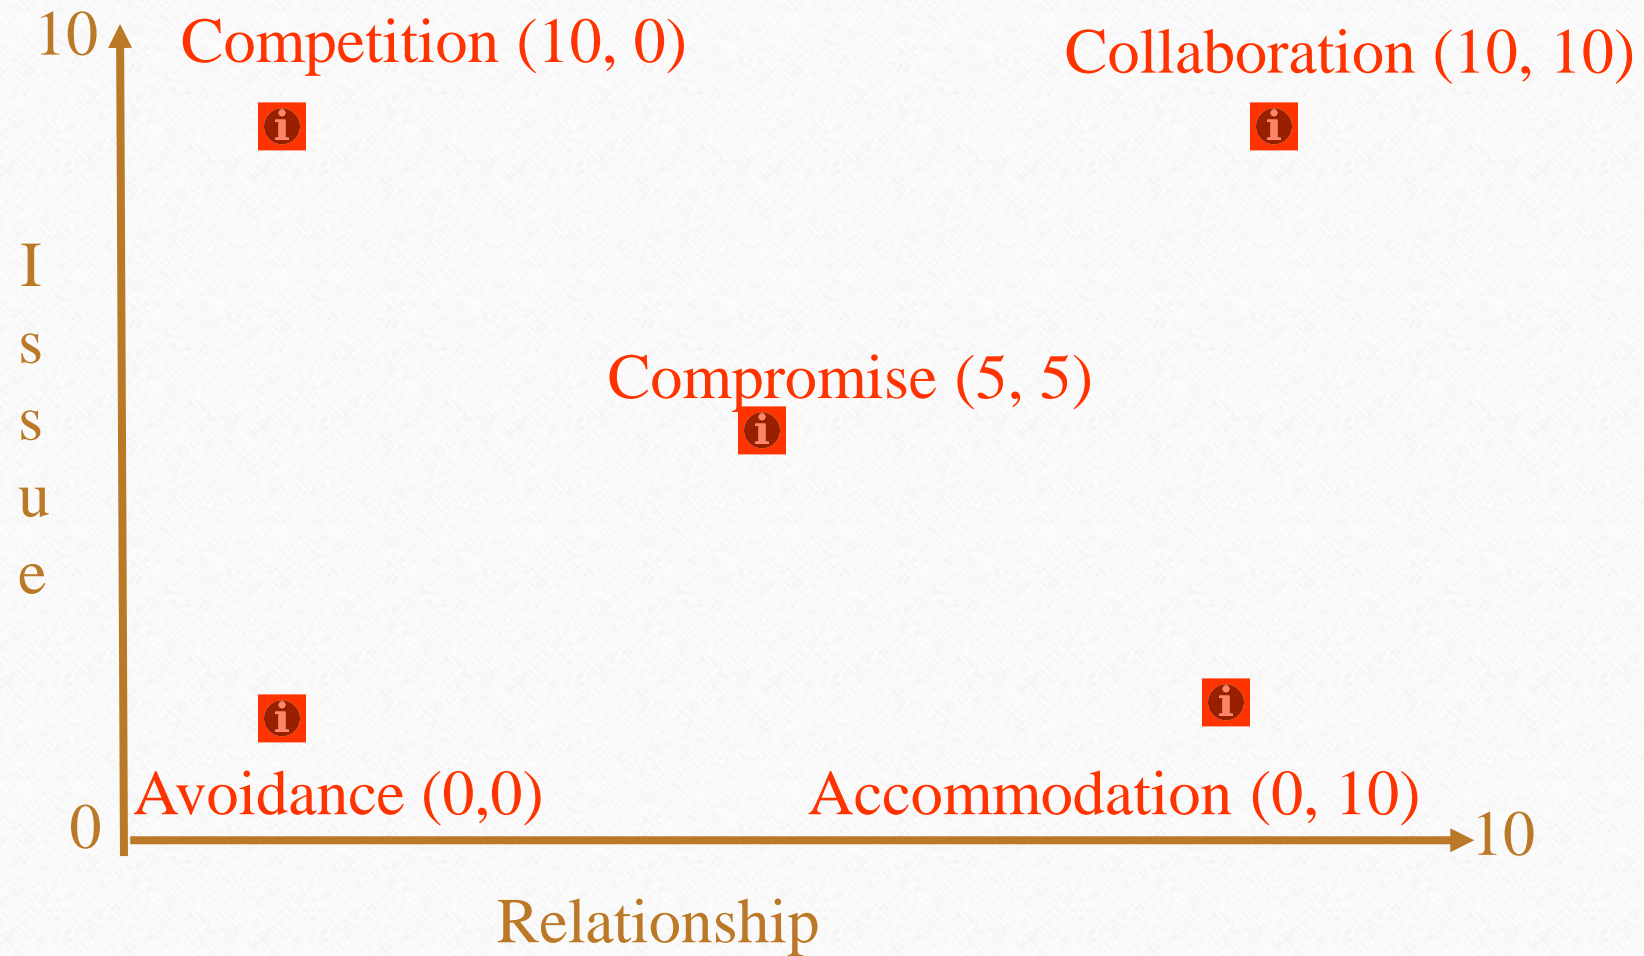 10
Competition (10, 0)
Collaboration (10, 10)
i
i
I
s
s
u
e
Compromise (5, 5)
i
i
i
Avoidance (0,0)
Accommodation (0, 10)
0
10
Relationship